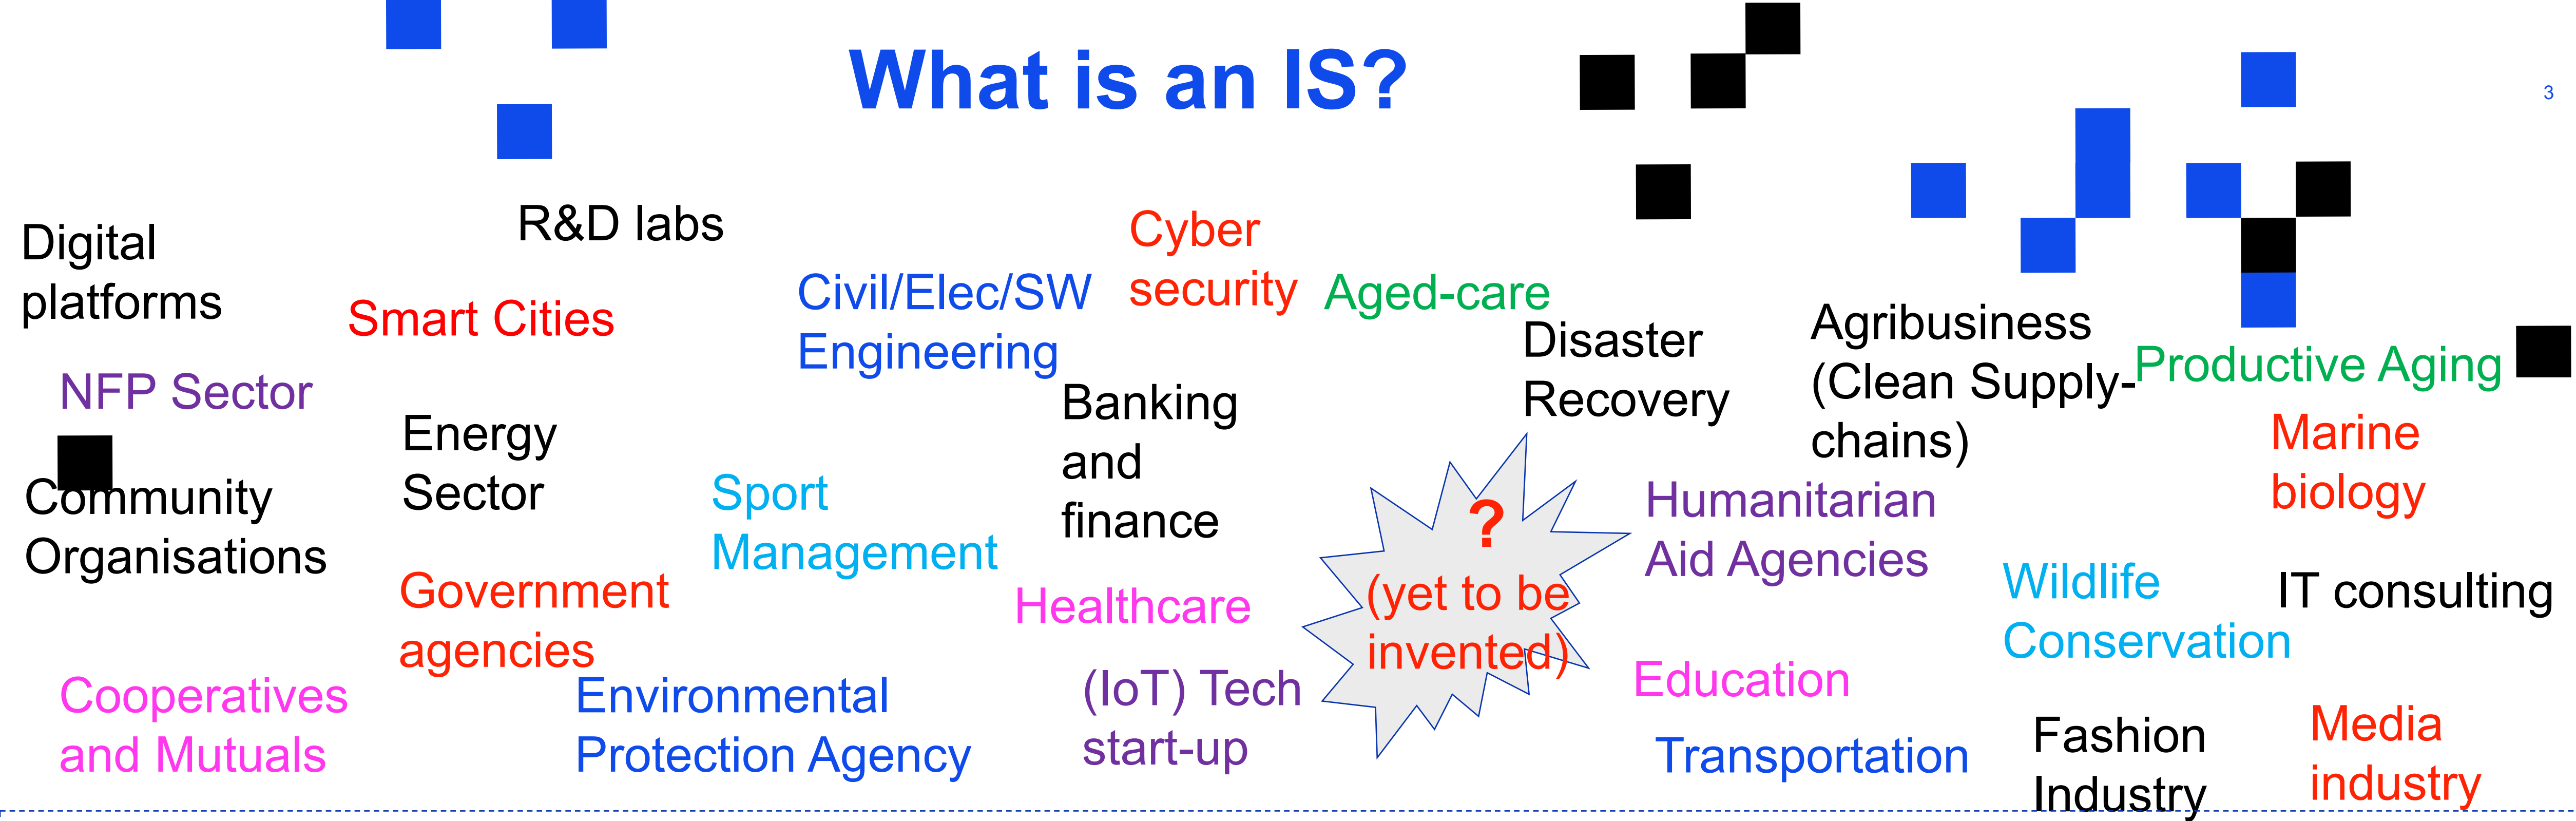 What is an IS?
3
Digital
platforms
R&D labs
Smart Cities
Civil/Elec/SW
Engineering
Cyber
security
Aged-care
Disaster
Recovery
Agribusiness
(Clean Supply-
chains)
Productive Aging
NFP Sector
Energy
Sector
Banking
and
finance
Marine
biology
Community
Organisations
Sport
Management
?
(yet to be
invented)
Humanitarian
Aid Agencies
Government
agencies
Healthcare
Wildlife
Conservation
IT consulting
Cooperatives
and Mutuals
Environmental
Protection Agency
(IoT) Tech
start-up
Education
Transportation
Fashion
Industry
Media
industry